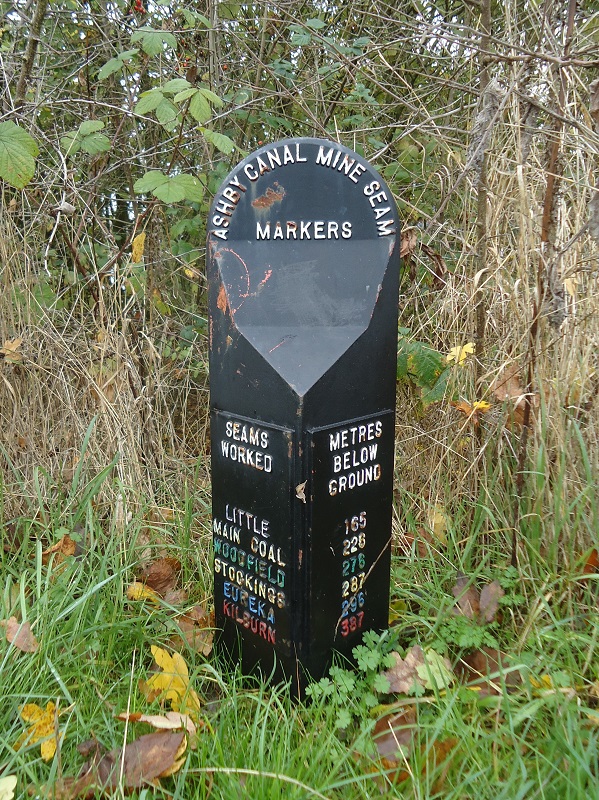 ASHBY CANAL MINE SEAM
MARKERS
SEAMS
WORKED
LITTLE
MAIN COAL
WOODFIELD
STOCKINGS
EUREKA
KILBURN
METRES
BELOW
GROUND
165
228
276
287
296
387